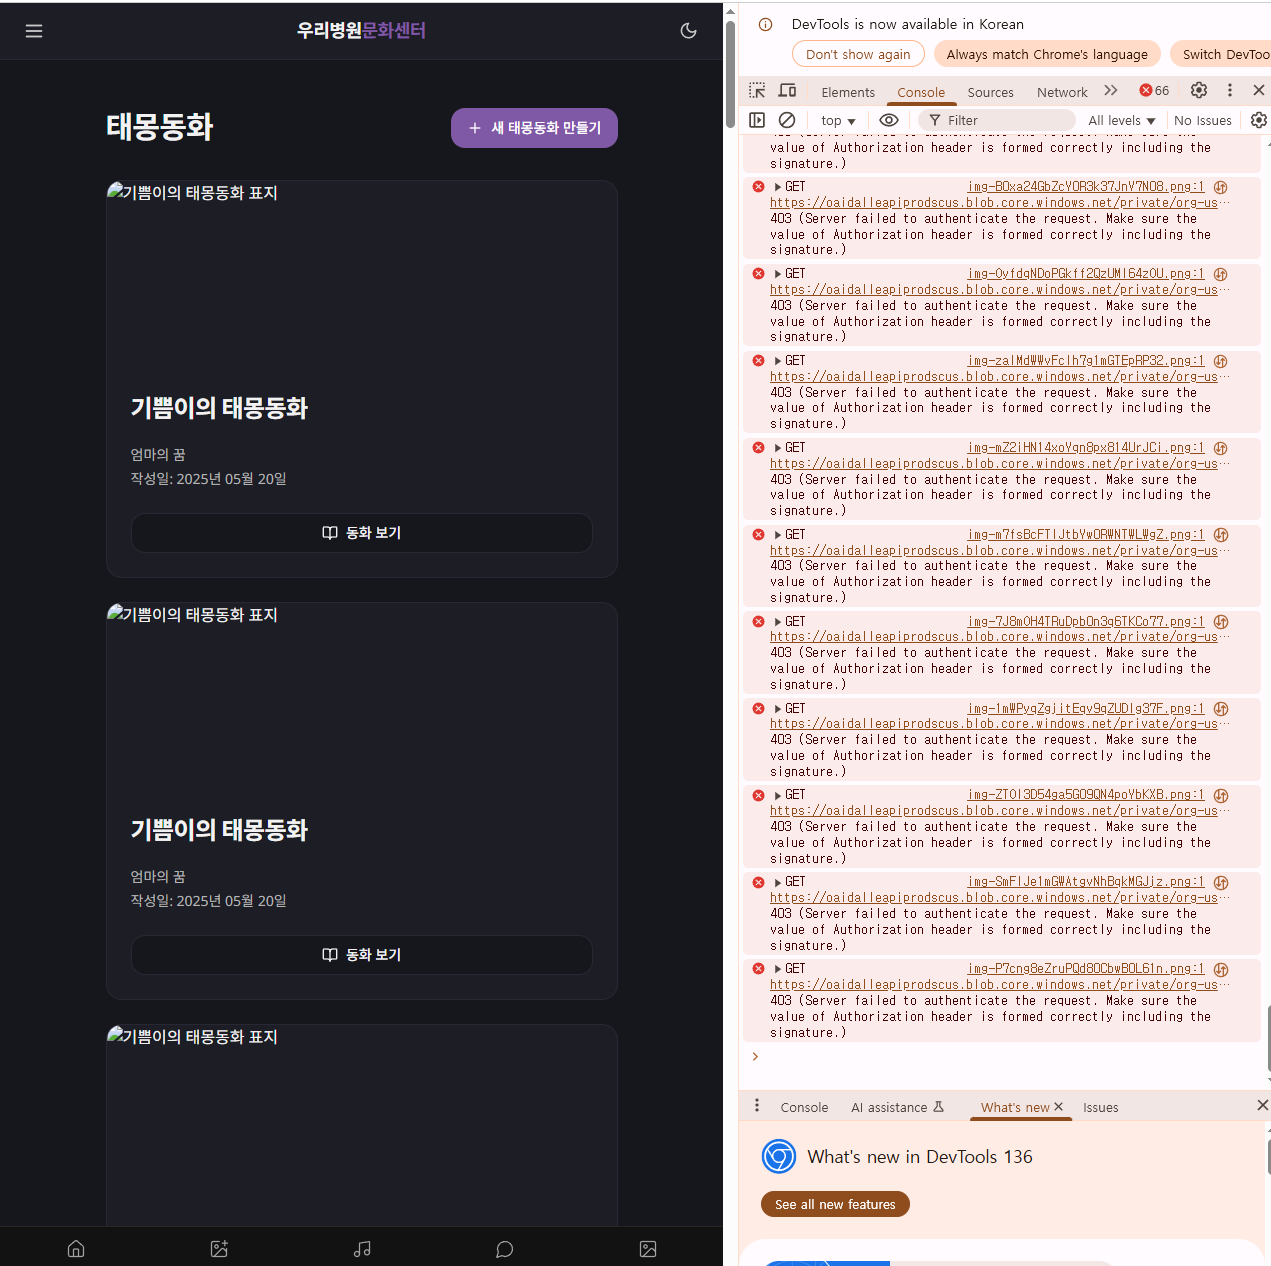 우리병원문화센터
태몽동화
새 태몽동화 만들기
기쁨이의 태몽동화 표지
기쁨이의 태몽동화
엄마의 꿈
작성일: 2025년 05월 20일
동화 보기
기쁨이의 태몽동화 표지
기쁨이의 태몽동화
엄마의 꿈
작성일: 2025년 05월 20일
동화 보기
기쁨이의 태몽동화 표지
DevTools is now available in Korean
Don't show again
Always match Chrome's language
Switch DevToo
Elements
Console
Sources
Network
66
top
Filter
All levels
No Issues
value of Authorization header is formed correctly including the
signature.)
GET img-BOxa24GbZcYOR3k37JnV7NO8.png:1
https://oaidalleapiprodscus.blob.core.windows.net/private/org-us…
403 (Server failed to authenticate the request. Make sure the
value of Authorization header is formed correctly including the
signature.)
GET img-OyfdqNDoPGkff2QzUMl64zOU.png:1
https://oaidalleapiprodscus.blob.core.windows.net/private/org-us…
403 (Server failed to authenticate the request. Make sure the
value of Authorization header is formed correctly including the
signature.)
GET img-zalMdWWvFclh7g1mGTEpRP32.png:1
https://oaidalleapiprodscus.blob.core.windows.net/private/org-us…
403 (Server failed to authenticate the request. Make sure the
value of Authorization header is formed correctly including the
signature.)
GET img-mZ2iHN14xoYqn8px814UrJCi.png:1
https://oaidalleapiprodscus.blob.core.windows.net/private/org-us…
403 (Server failed to authenticate the request. Make sure the
value of Authorization header is formed correctly including the
signature.)
GET img-m7fsBcFTlJtbYwORWNTWLWgZ.png:1
https://oaidalleapiprodscus.blob.core.windows.net/private/org-us…
403 (Server failed to authenticate the request. Make sure the
value of Authorization header is formed correctly including the
signature.)
GET img-7J8mOH4TRuDpbOn3q6TKCo77.png:1
https://oaidalleapiprodscus.blob.core.windows.net/private/org-us…
403 (Server failed to authenticate the request. Make sure the
value of Authorization header is formed correctly including the
signature.)
GET img-1mWPyqZgjitEqv9qZUDlg37F.png:1
https://oaidalleapiprodscus.blob.core.windows.net/private/org-us…
403 (Server failed to authenticate the request. Make sure the
value of Authorization header is formed correctly including the
signature.)
GET img-ZTOl3D54ga5GO9QN4poYbKXB.png:1
https://oaidalleapiprodscus.blob.core.windows.net/private/org-us…
403 (Server failed to authenticate the request. Make sure the
value of Authorization header is formed correctly including the
signature.)
GET img-SmFlJe1mGWAtgvNhBqkMGJjz.png:1
https://oaidalleapiprodscus.blob.core.windows.net/private/org-us…
403 (Server failed to authenticate the request. Make sure the
value of Authorization header is formed correctly including the
signature.)
GET img-P7cng8eZruPQd8OCbwBOL61n.png:1
https://oaidalleapiprodscus.blob.core.windows.net/private/org-us…
403 (Server failed to authenticate the request. Make sure the
value of Authorization header is formed correctly including the
signature.)
Console
AI assistance
What's new
Issues
What's new in DevTools 136
See all new features